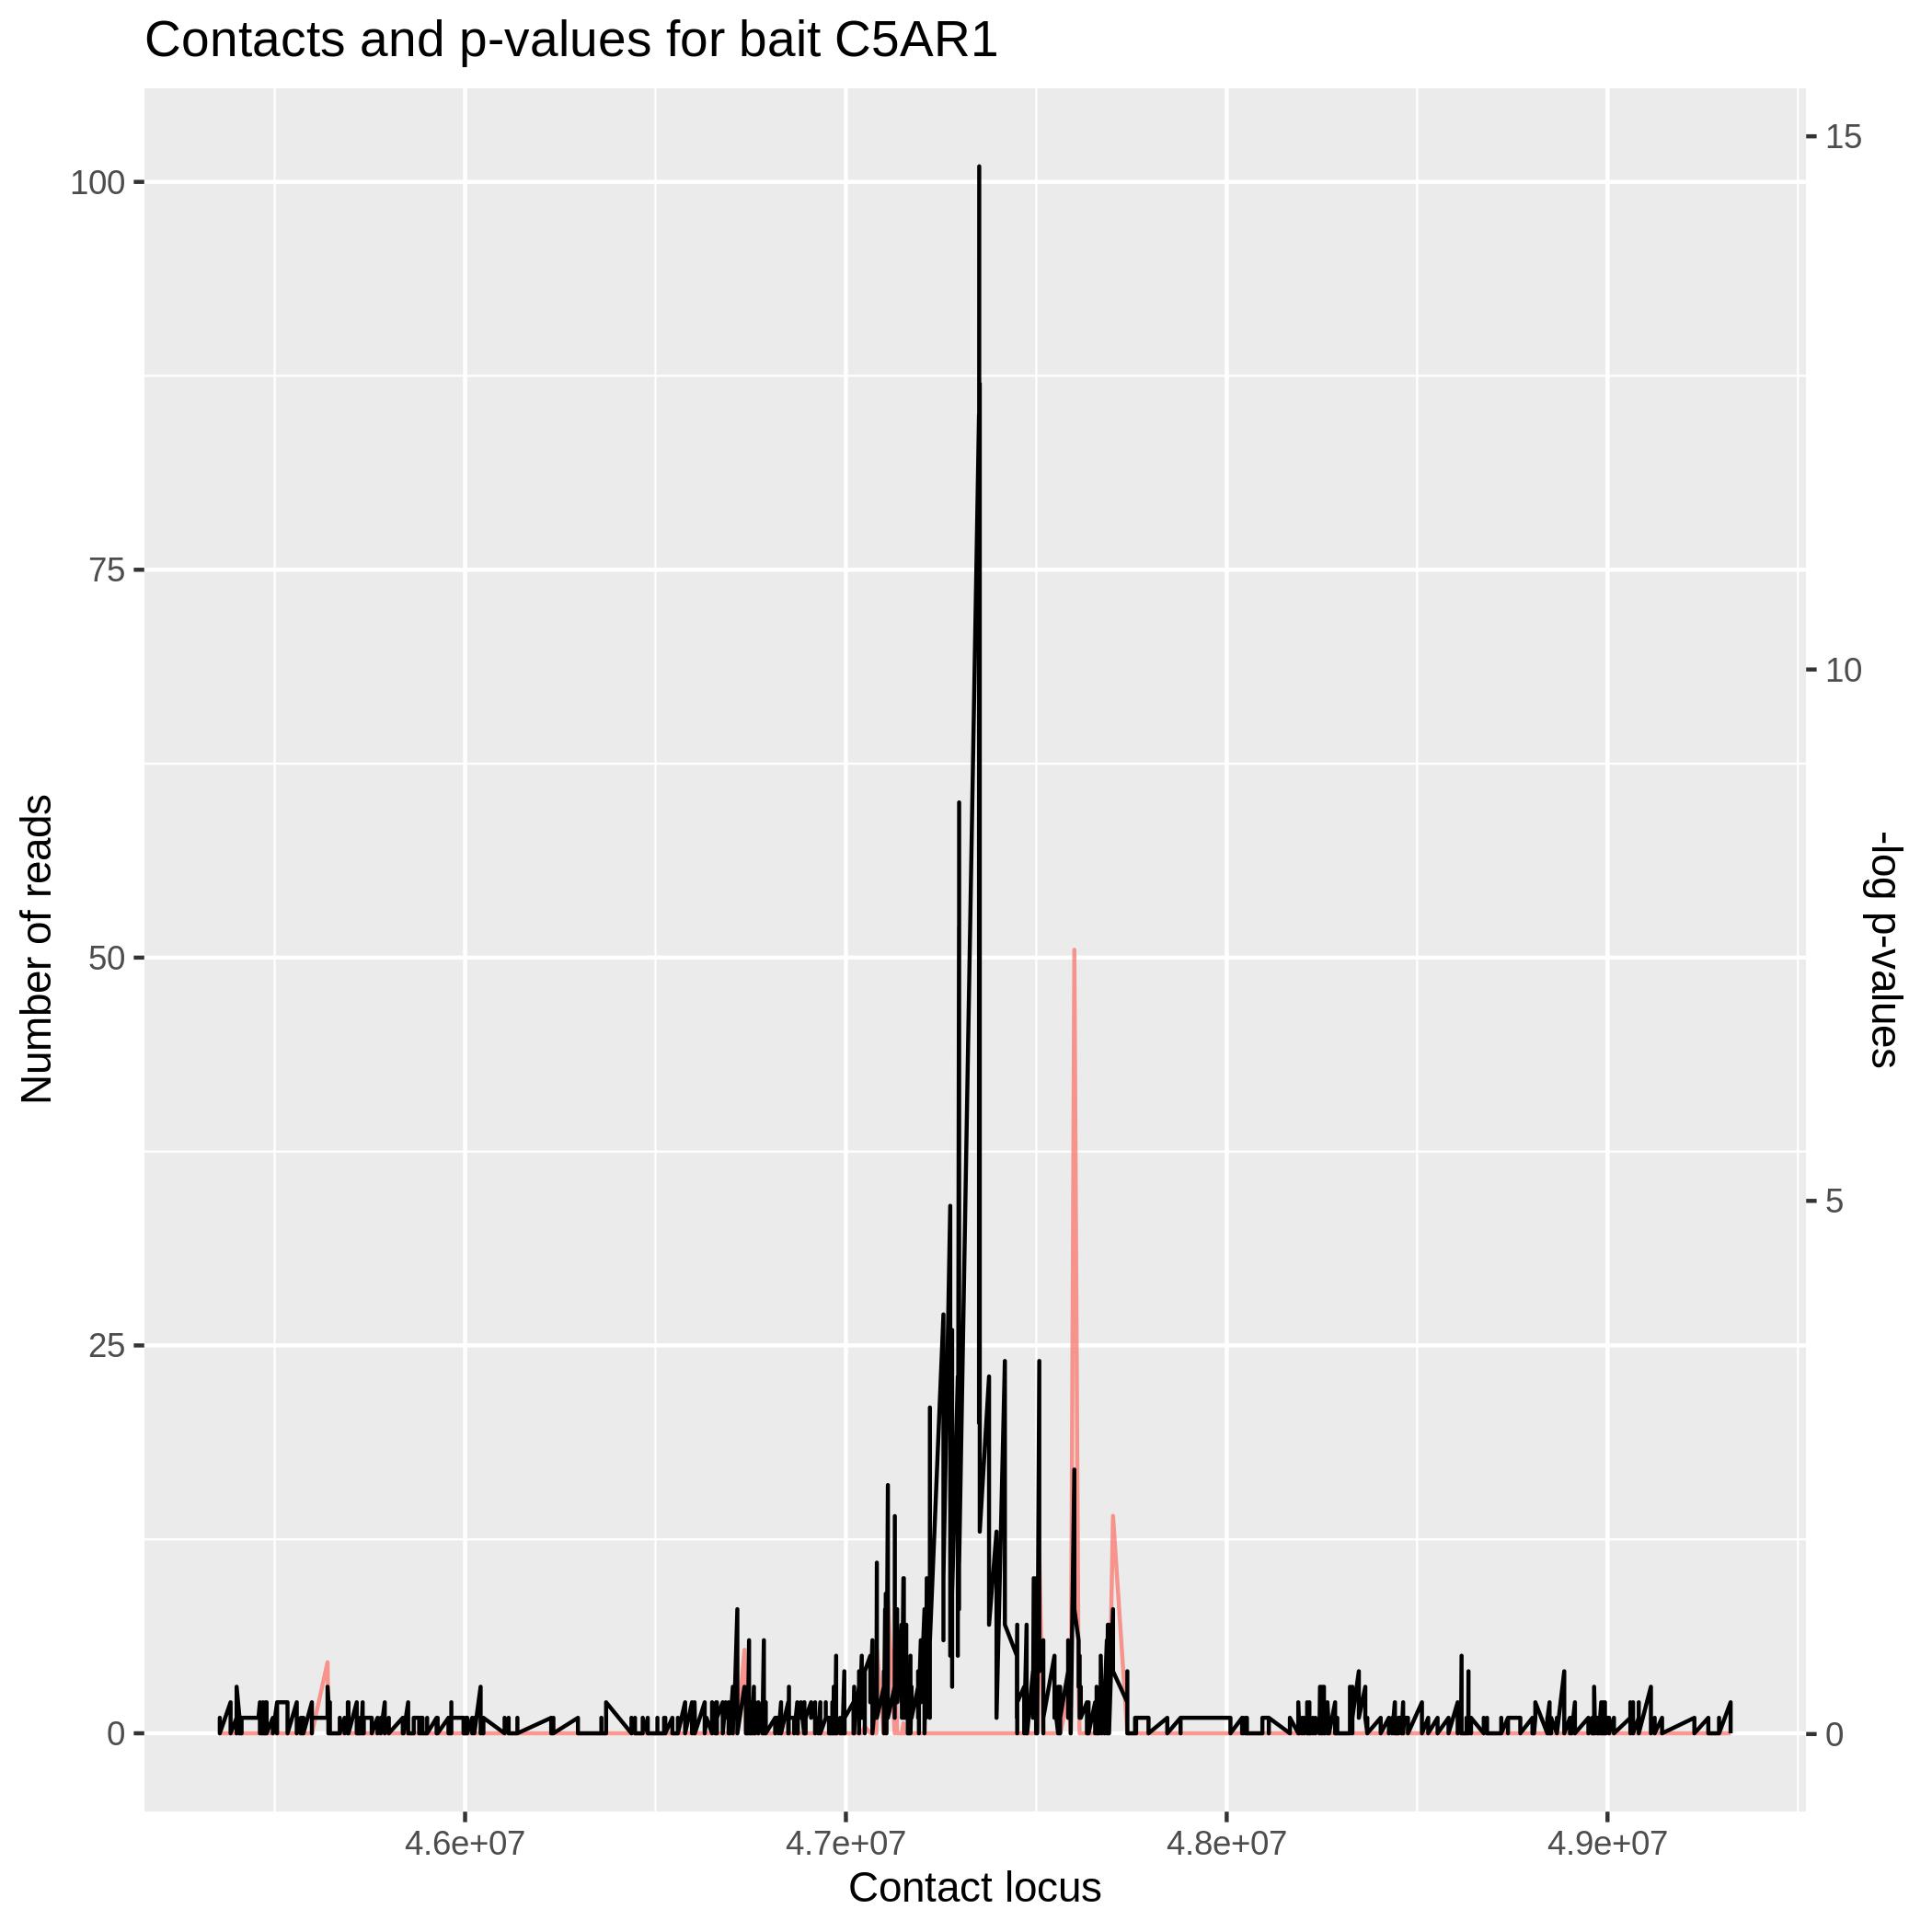 Contacts and p-values for bait C5AR1
100
75
50
25
0
Number of reads
15
10
5
0
-log p-values
4.6e+07
4.7e+07
4.8e+07
4.9e+07
Contact locus